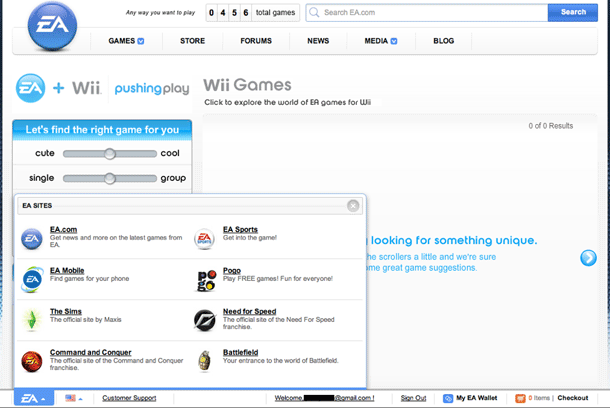 EA
Any way you want to play
0 4 5 6 total games
Search EA.com
Search
GAMES
STORE
FORUMS
NEWS
MEDIA
BLOG
EA + Wii pushingplay
Wii Games
Click to explore the world of EA games for Wii
Let's find the right game for you
0 of 0 Results
cute cool
single group
EA SITES
EA.com
Get news and more on the latest games from
EA.
EA SPORTS
EA Sports
Get into the game!
EA
EA Mobile
Find games for your phone
pogo
Pogo
Play FREE games! Fun for everyone!
The Sims
The official site by Maxis
Need for Speed
The official site of the Need For Speed
franchise.
Command and Conquer
The official site of the Command and Conquer
franchise.
Battlefield
Your entrance to the world of Battlefield.
looking for something unique.
he scrollers a little and we're sure
me great game suggestions.
EA
Customer Support
Welcome, @gmail.com !
Sign Out
My EA Wallet
0 items | Checkout